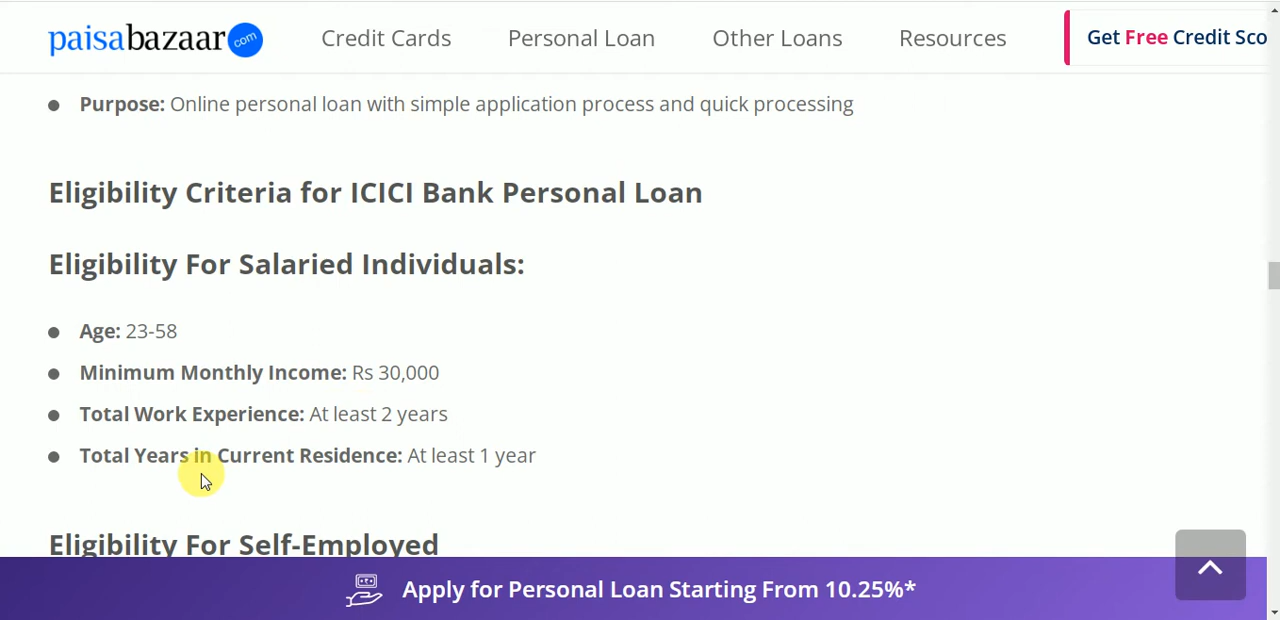 paisabazaar com
Credit Cards Personal Loan Other Loans Resources Get Free Credit Sco
Purpose: Online personal loan with simple application process and quick processing
Eligibility Criteria for ICICI Bank Personal Loan
Eligibility For Salaried Individuals:
Age: 23-58
Minimum Monthly Income: Rs 30,000
Total Work Experience: At least 2 years
Total Years in Current Residence: At least 1 year
Eligibility For Self-Employed
Apply for Personal Loan Starting From 10.25%*